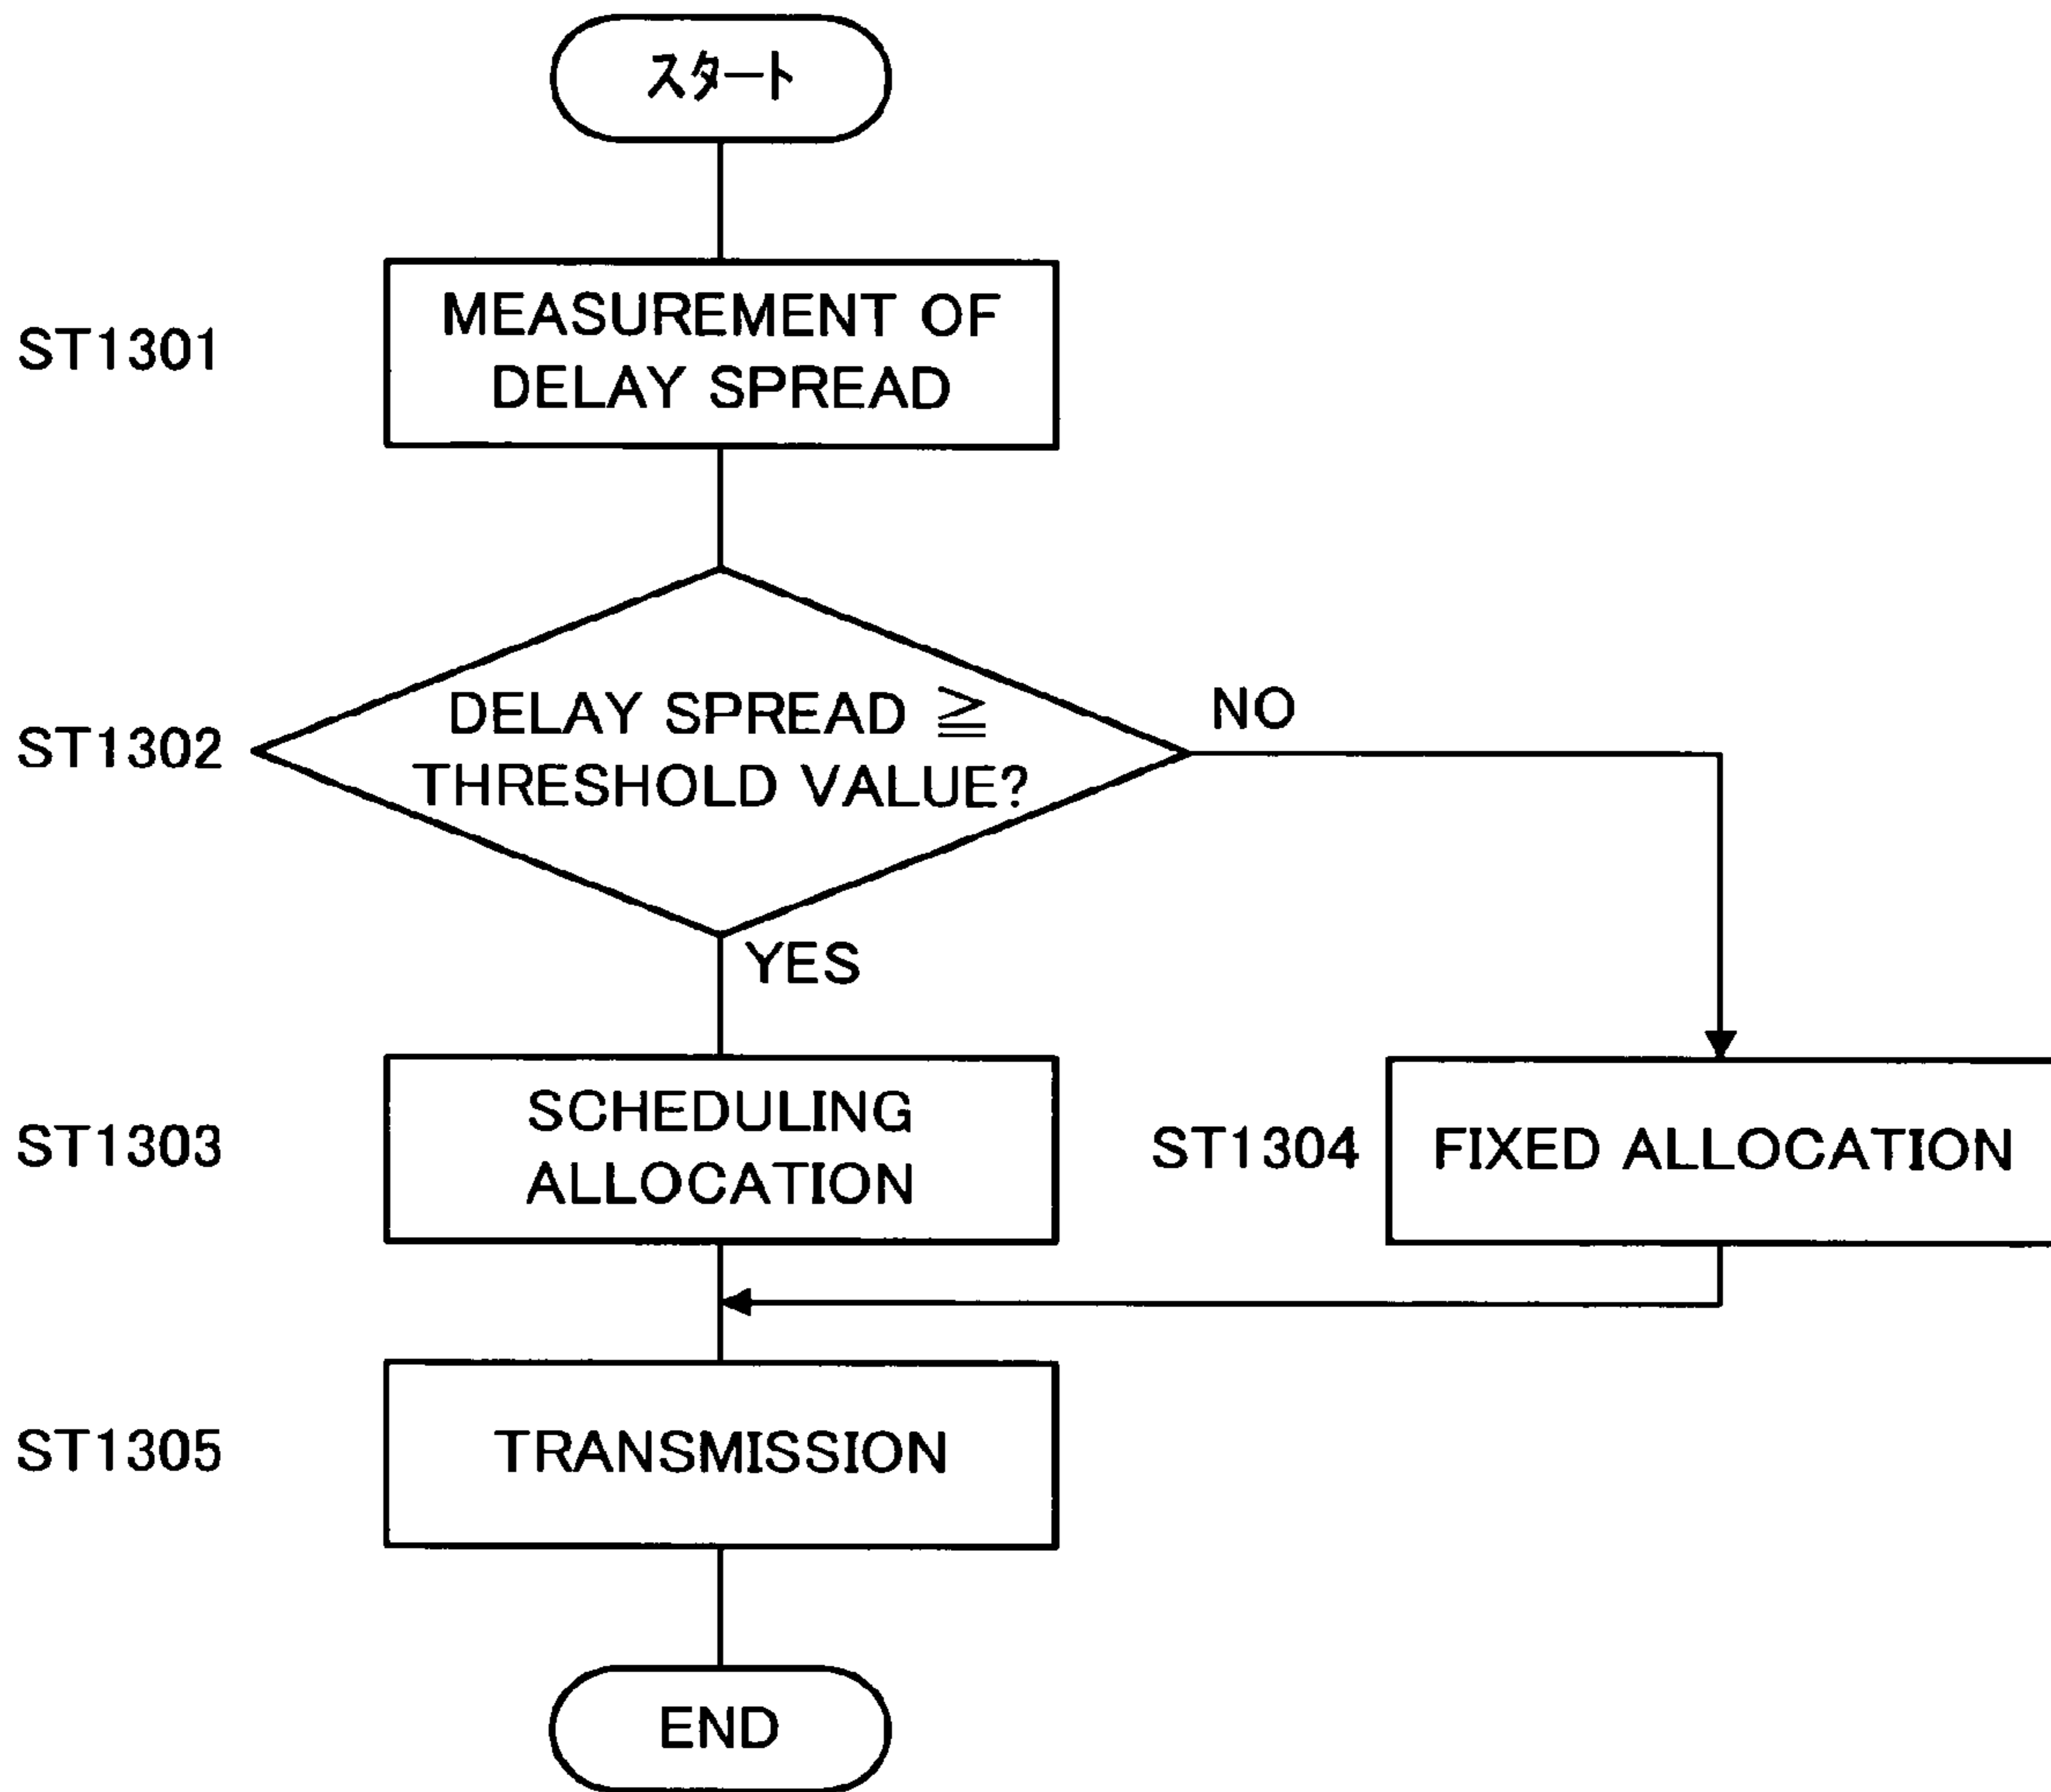 スタート
ST1301
MEASUREMENT OF
DELAY SPREAD
ST1302
DELAY SPREAD ≧
THRESHOLD VALUE?
NO
YES
ST1303
SCHEDULING
ALLOCATION
ST1304
FIXED ALLOCATION
ST1305
TRANSMISSION
END